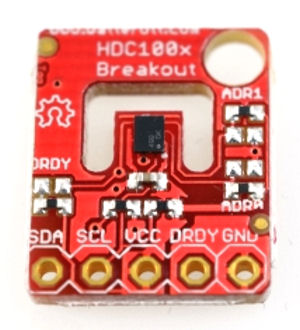 HDC100x
Breakout
ADR1
DRDY
ADR0
SDA SCL VCC DRDY GND